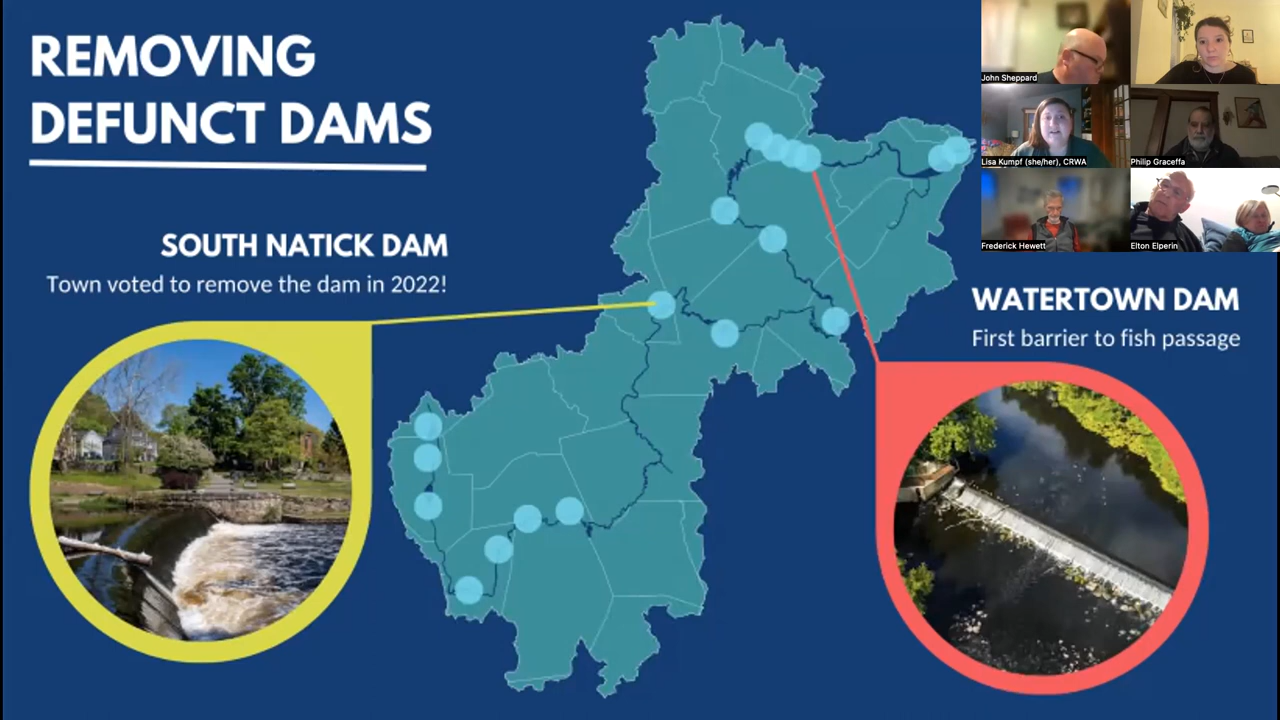 REMOVING
DEFUNCT DAMS
SOUTH NATICK DAM
Town voted to remove the dam in 2022!
WATERTOWN DAM
First barrier to fish passage
John Sheppard
Lisa Kumpf (she/her), CRWA
Philip Graceffa
Frederick Hewett
Elton Elperin